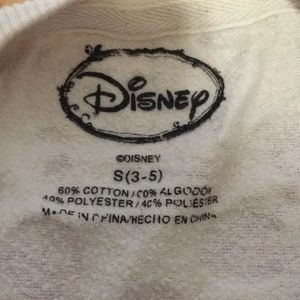 Disney
©DISNEY
S(3-5)
60% COTTON/60% ALGODÓN
40% POLYESTER/40% POLIÉSTER
MADE IN CHINA/HECHO EN CHINA